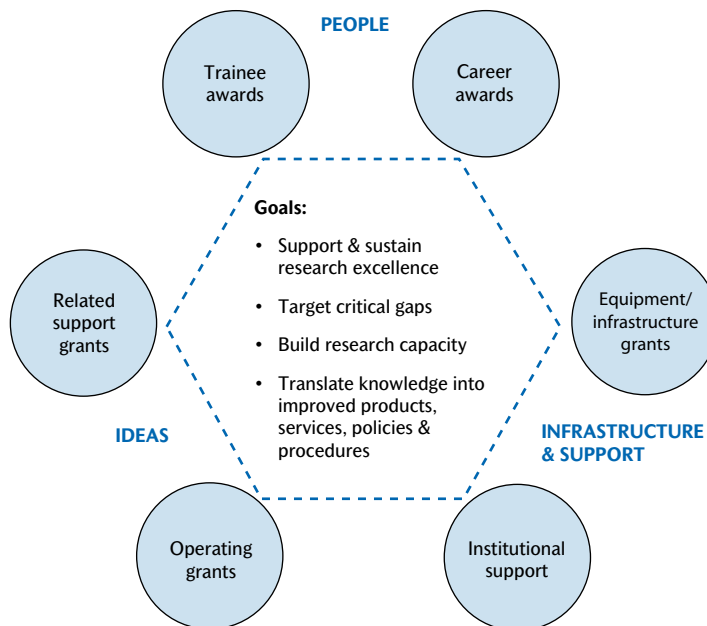 PEOPLE
Trainee
awards
Career
awards
Goals:
• Support & sustain
research excellence
• Target critical gaps
• Build research capacity
• Translate knowledge into
improved products,
services, policies &
procedures
Related
support
grants
Equipment/
infrastructure
grants
IDEAS
INFRASTRUCTURE
& SUPPORT
Operating
grants
Institutional
support